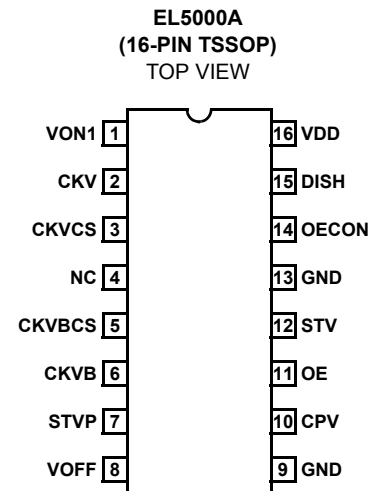 EL5000A
(16-PIN TSSOP)
TOP VIEW
VON1 1 16 VDD
CKV 2 15 DISH
CKVCS 3 14 OECON
NC 4 13 GND
CKVBCS 5 12 STV
CKVB 6 11 OE
STVP 7 10 CPV
VOFF 8 9 GND